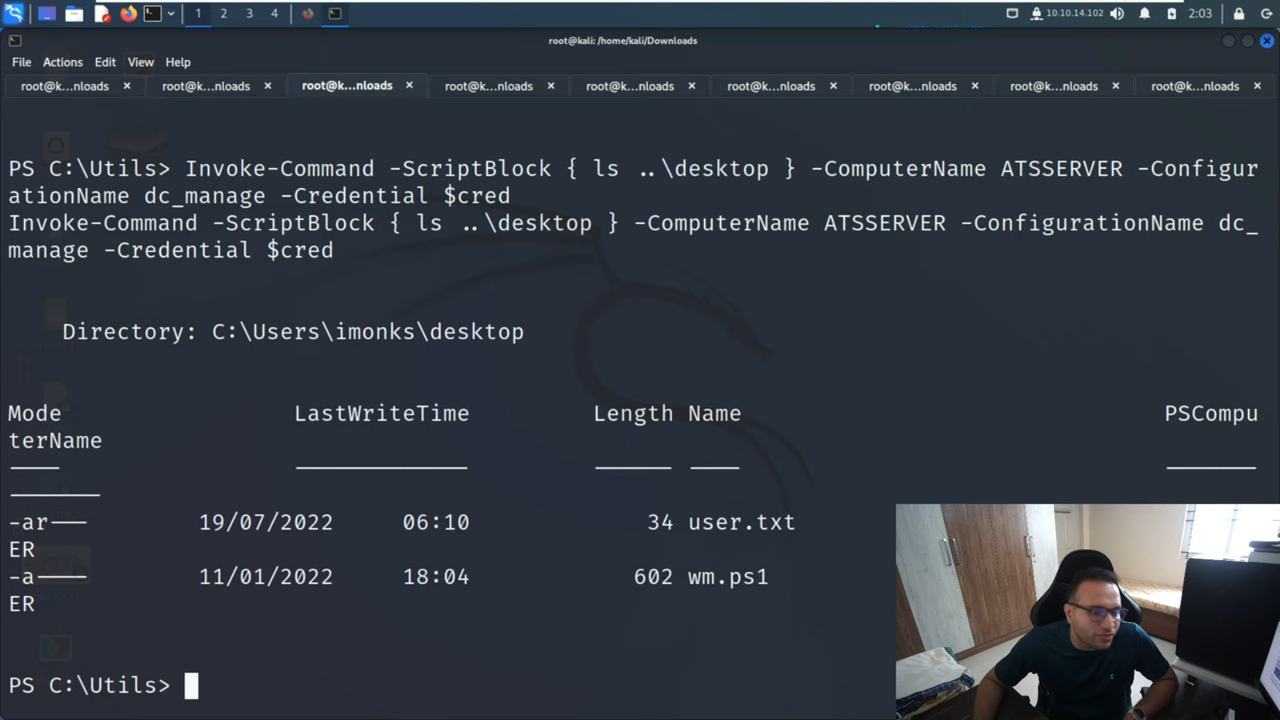 1 2 3 4 10.10.14.102 2:03
root@kali: /home/kali/Downloads
File Actions Edit View Help
root@k...nloads root@k...nloads root@k...nloads root@k...nloads root@k...nloads root@k...nloads root@k...nloads root@k...nloads root@k...nloads
PS C:\Utils> Invoke-Command -ScriptBlock { ls ..\desktop } -ComputerName ATSSERVER -Configur
ationName dc_manage -Credential $cred
Invoke-Command -ScriptBlock { ls ..\desktop } -ComputerName ATSSERVER -ConfigurationName dc_
manage -Credential $cred
Directory: C:\Users\imonks\desktop
Mode LastWriteTime Length Name PSCompu
terName
---- ------------- ------ ---- -------
-------
-ar--- 19/07/2022 06:10 34 user.txt
ER
-a---- 11/01/2022 18:04 602 wm.ps1
ER
PS C:\Utils>